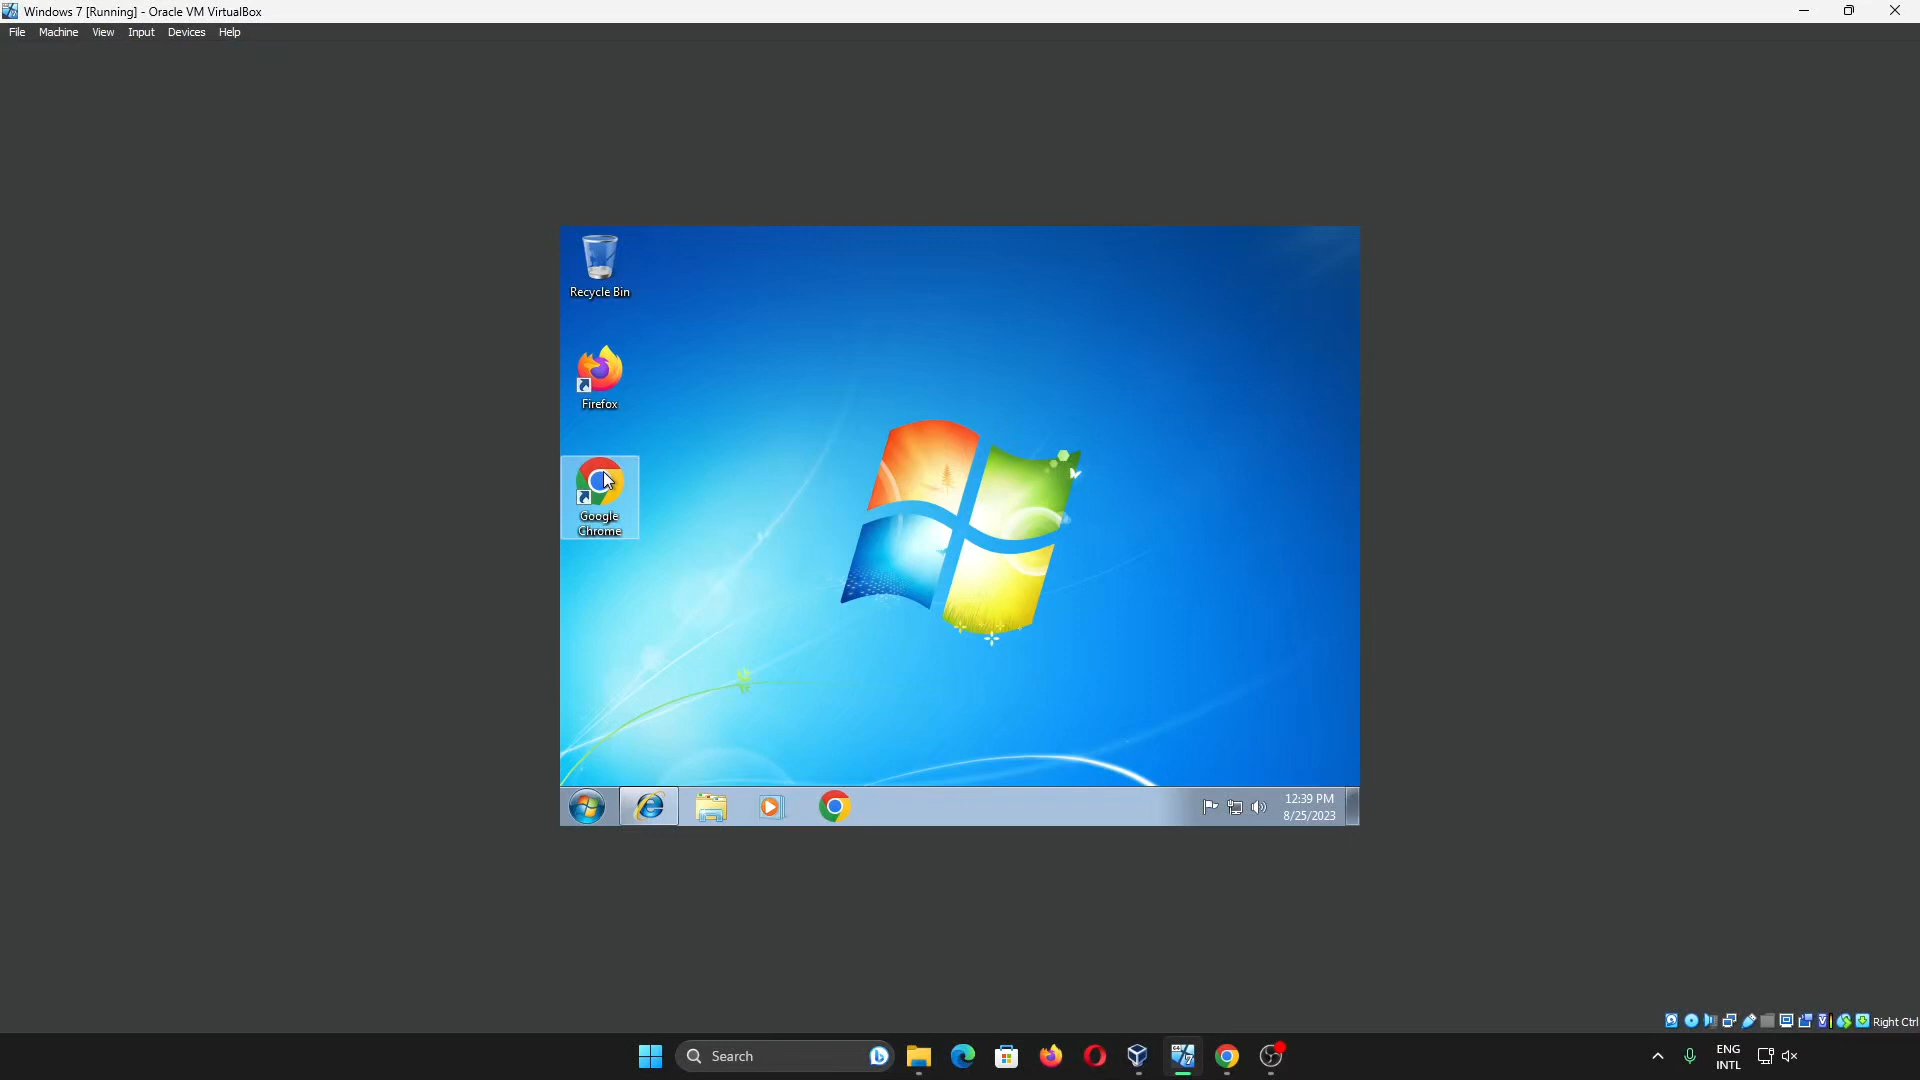 Windows 7 [Running] - Oracle VM VirtualBox
File Machine View Input Devices Help
Recycle Bin
Firefox
Google
Chrome
12:39 PM
8/25/2023
Right Ctrl
Search
ENG
INTL